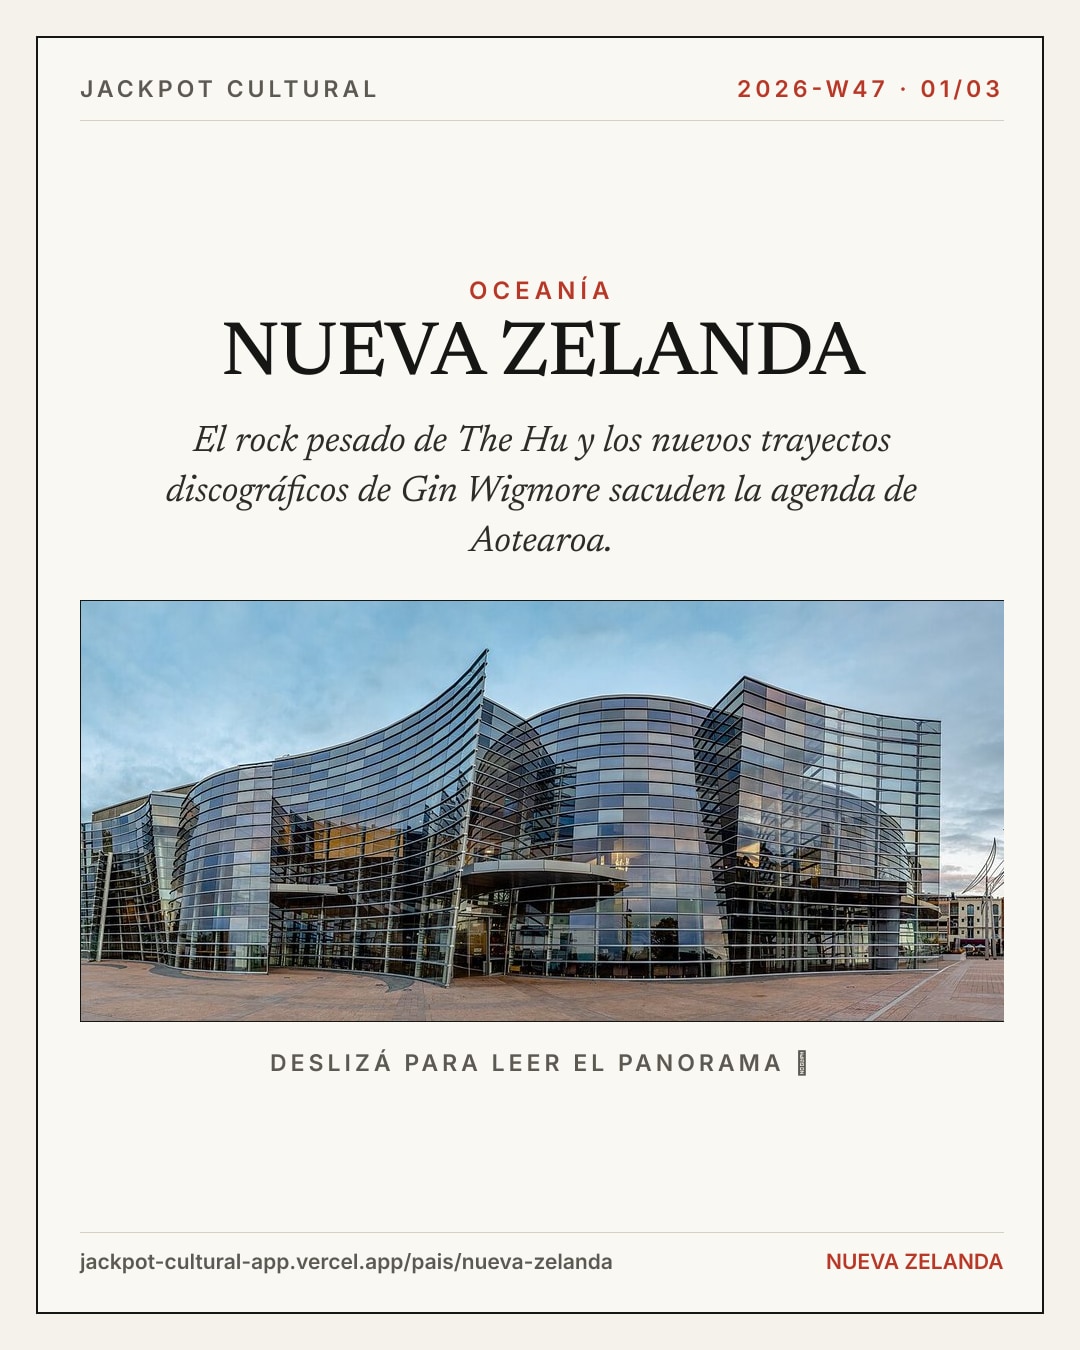 JACKPOT CULTURAL
2026-W47 · 01/03
OCEANÍA
NUEVA ZELANDA
El rock pesado de The Hu y los nuevos trayectos
discográficos de Gin Wigmore sacuden la agenda de
Aotearoa.
DESLIZÁ PARA LEER EL PANORAMA
jackpot-cultural-app.vercel.app/pais/nueva-zelanda
NUEVA ZELANDA